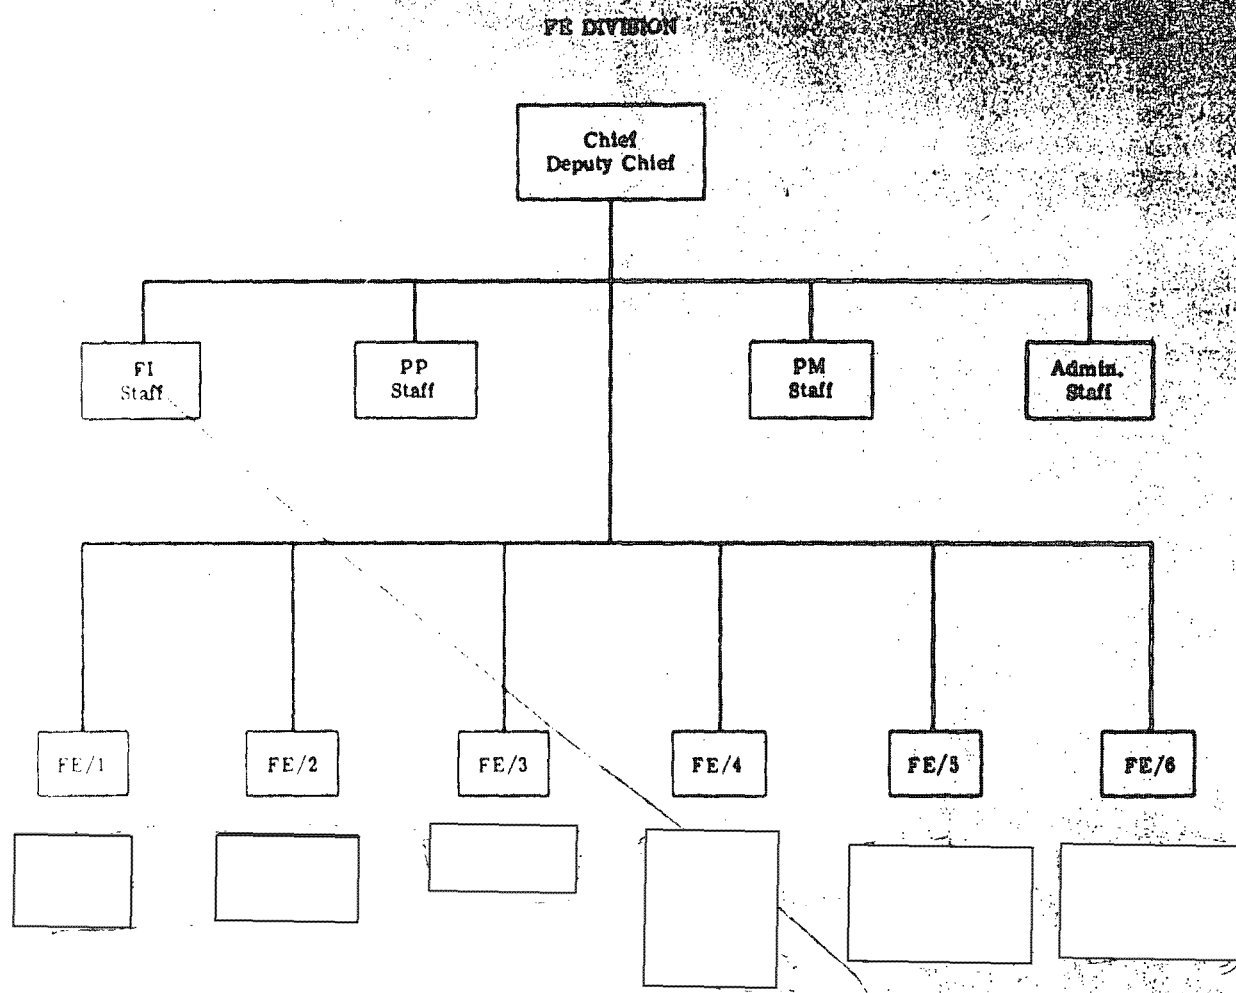 FE DIVISION
Chief
Deputy Chief
FI
Staff
PP
Staff
PM
Staff
Admin.
Staff
FE/1
FE/2
FE/3
FE/4
FE/5
FE/6